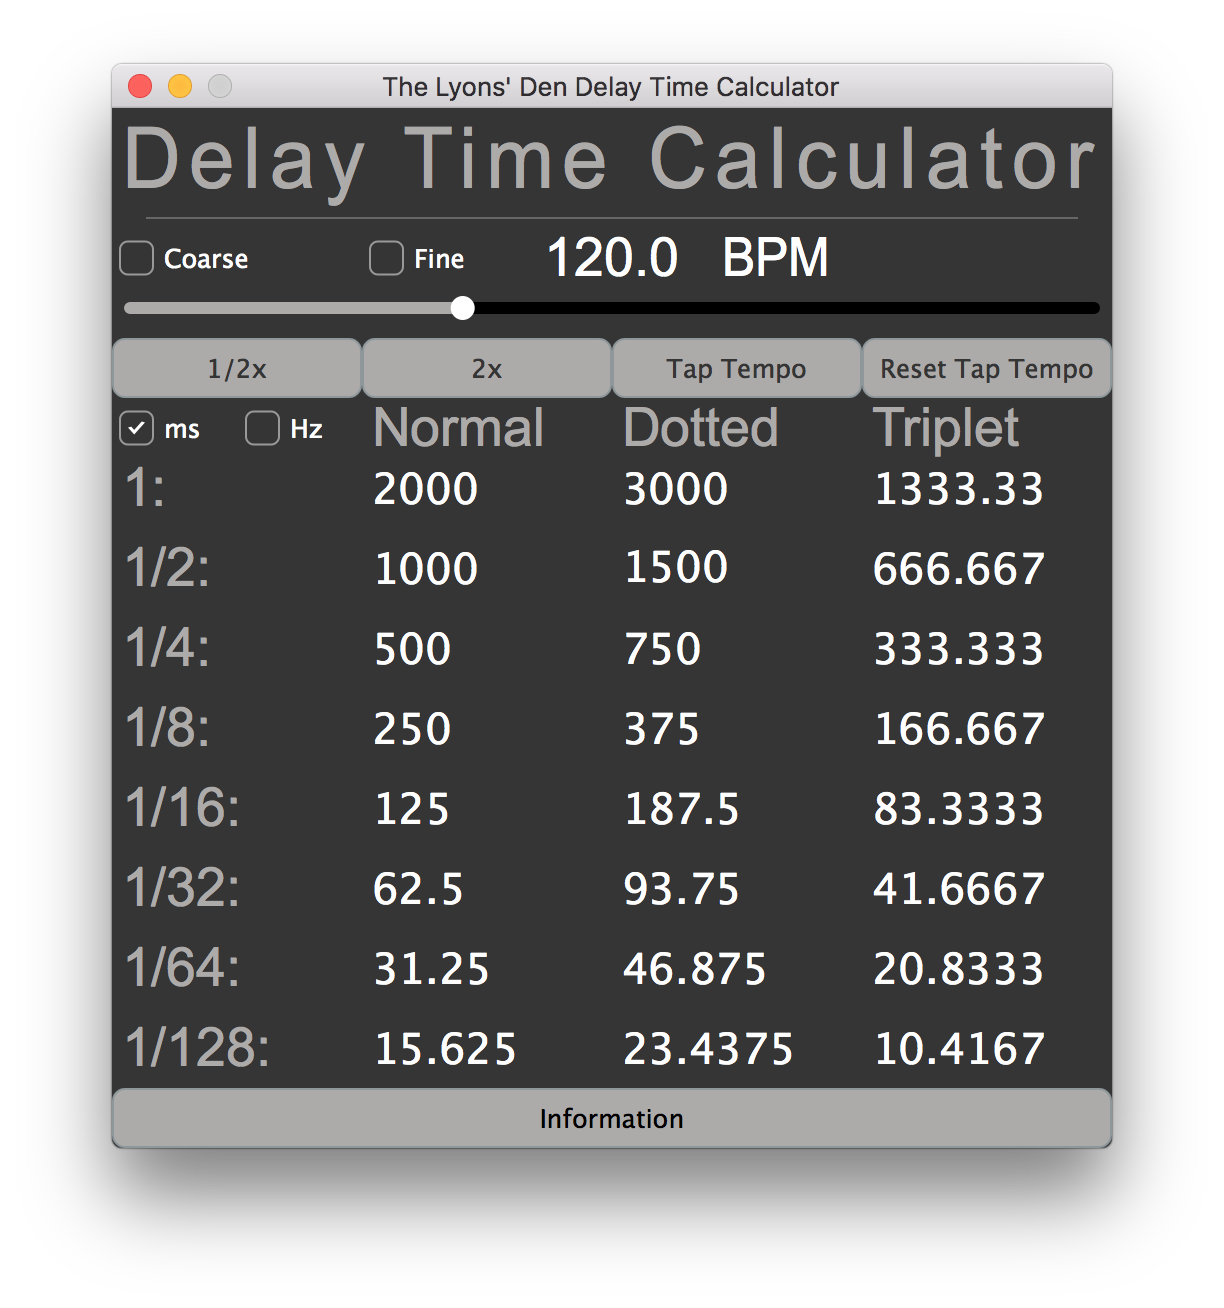 The Lyons' Den Delay Time Calculator
Delay Time Calculator
Coarse Fine 120.0 BPM
1/2x 2x Tap Tempo Reset Tap Tempo
ms Hz Normal Dotted Triplet
1: 2000 3000 1333.33
1/2: 1000 1500 666.667
1/4: 500 750 333.333
1/8: 250 375 166.667
1/16: 125 187.5 83.3333
1/32: 62.5 93.75 41.6667
1/64: 31.25 46.875 20.8333
1/128: 15.625 23.4375 10.4167
Information